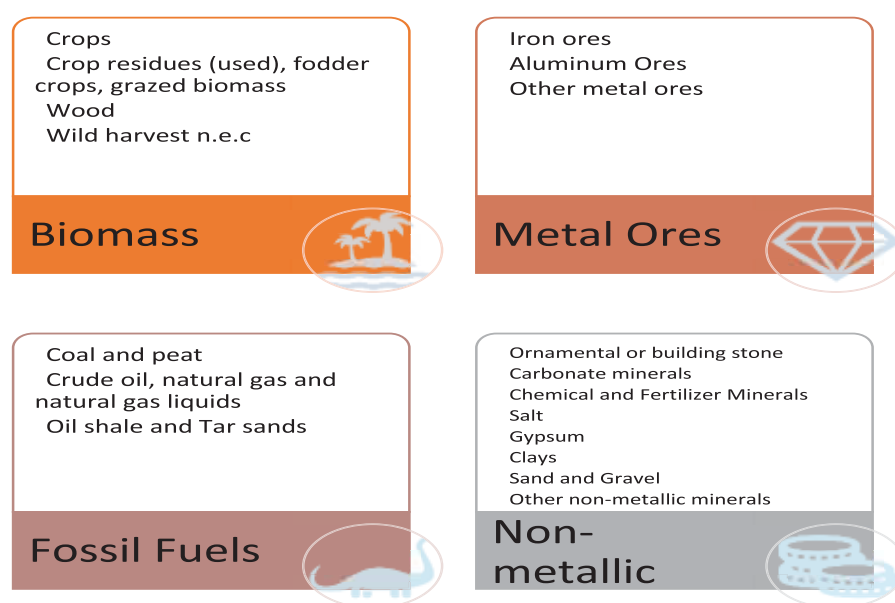 Crops
Crop residues (used), fodder
crops, grazed biomass
Wood
Wild harvest n.e.c
Biomass
Iron ores
Aluminum Ores
Other metal ores
Metal Ores
Coal and peat
Crude oil, natural gas and
natural gas liquids
Oil shale and Tar sands
Fossil Fuels
Ornamental or building stone
Carbonate minerals
Chemical and Fertilizer Minerals
Salt
Gypsum
Clays
Sand and Gravel
Other non-metallic minerals
Non-
metallic